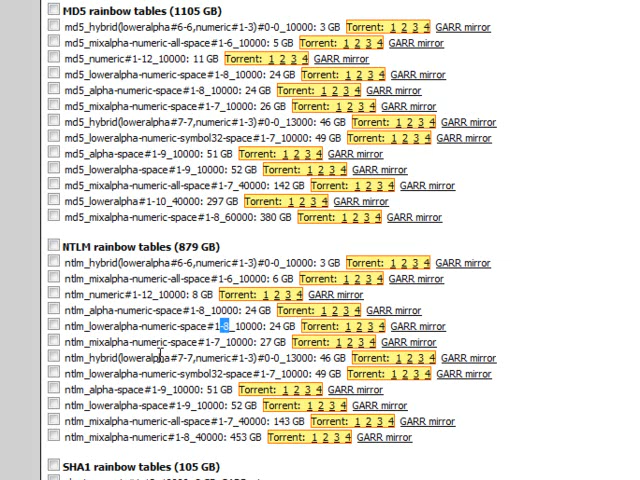 MD5 rainbow tables (1105 GB)
md5_hybrid(loweralpha#6-6,numeric#1-3)#0-0_10000: 3 GB Torrent: 1 2 3 4 GARR mirror
md5_mixalpha-numeric-all-space#1-6_10000: 5 GB Torrent: 1 2 3 4 GARR mirror
md5_numeric#1-12_10000: 11 GB Torrent: 1 2 3 4 GARR mirror
md5_loweralpha-numeric-space#1-8_10000: 24 GB Torrent: 1 2 3 4 GARR mirror
md5_alpha-numeric-space#1-8_10000: 24 GB Torrent: 1 2 3 4 GARR mirror
md5_mixalpha-numeric-space#1-7_10000: 26 GB Torrent: 1 2 3 4 GARR mirror
md5_hybrid(loweralpha#7-7,numeric#1-3)#0-0_10000: 46 GB Torrent: 1 2 3 4 GARR mirror
md5_loweralpha-numeric-symbol32-space#1-7_10000: 49 GB Torrent: 1 2 3 4 GARR mirror
md5_alpha-space#1-9_10000: 51 GB Torrent: 1 2 3 4 GARR mirror
md5_loweralpha-space#1-9_10000: 52 GB Torrent: 1 2 3 4 GARR mirror
md5_mixalpha-numeric-all-space#1-7_40000: 142 GB Torrent: 1 2 3 4 GARR mirror
md5_loweralpha#1-10_40000: 297 GB Torrent: 1 2 3 4 GARR mirror
md5_mixalpha-numeric-space#1-8_60000: 380 GB Torrent: 1 2 3 4 GARR mirror
NTLM rainbow tables (879 GB)
ntlm_hybrid(loweralpha#6-6,numeric#1-3)#0-0_10000: 3 GB Torrent: 1 2 3 4 GARR mirror
ntlm_mixalpha-numeric-all-space#1-6_10000: 6 GB Torrent: 1 2 3 4 GARR mirror
ntlm_numeric#1-12_10000: 8 GB Torrent: 1 2 3 4 GARR mirror
ntlm_alpha-numeric-space#1-8_10000: 24 GB Torrent: 1 2 3 4 GARR mirror
ntlm_loweralpha-numeric-space#1-8_10000: 24 GB Torrent: 1 2 3 4 GARR mirror
ntlm_mixalpha-numeric-space#1-7_10000: 27 GB Torrent: 1 2 3 4 GARR mirror
ntlm_hybrid(loweralpha#7-7,numeric#1-3)#0-0_13000: 46 GB Torrent: 1 2 3 4 GARR mirror
ntlm_loweralpha-numeric-symbol32-space#1-7_10000: 49 GB Torrent: 1 2 3 4 GARR mirror
ntlm_alpha-space#1-9_10000: 51 GB Torrent: 1 2 3 4 GARR mirror
ntlm_loweralpha-space#1-9_10000: 52 GB Torrent: 1 2 3 4 GARR mirror
ntlm_mixalpha-numeric-all-space#1-7_40000: 143 GB Torrent: 1 2 3 4 GARR mirror
ntlm_mixalpha-numeric#1-8_40000: 453 GB Torrent: 1 2 3 4 GARR mirror
SHA1 rainbow tables (105 GB)